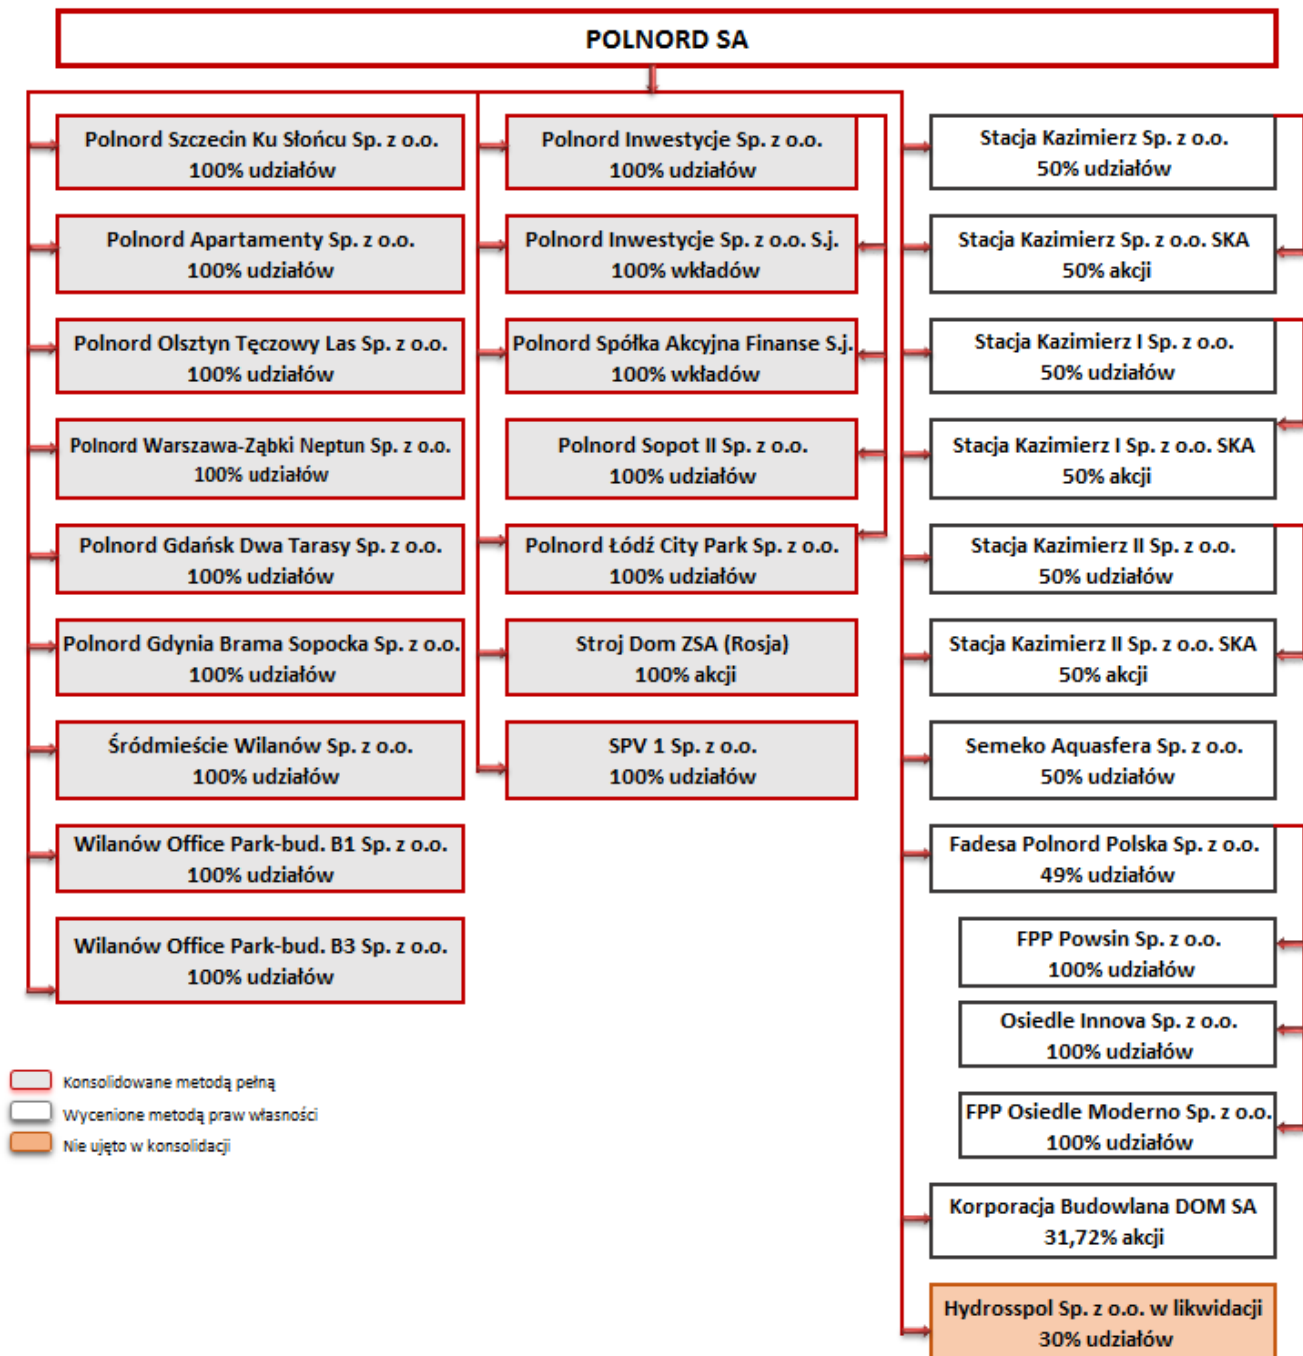 POLNORD SA
Polnord Szczecin Ku Słońcu Sp. z o.o.
100% udziałów
Polnord Apartamenty Sp. z o.o.
100% udziałów
Polnord Olsztyn Tęczowy Las Sp. z o.o.
100% udziałów
Polnord Warszawa-Ząbki Neptun Sp. z o.o.
100% udziałów
Polnord Gdańsk Dwa Tarasy Sp. z o.o.
100% udziałów
Polnord Gdynia Brama Sopocka Sp. z o.o.
100% udziałów
Śródmieście Wilanów Sp. z o.o.
100% udziałów
Wilanów Office Park-bud. B1 Sp. z o.o.
100% udziałów
Wilanów Office Park-bud. B3 Sp. z o.o.
100% udziałów
Polnord Inwestycje Sp. z o.o.
100% udziałów
Polnord Inwestycje Sp. z o.o. S.j.
100% wkładów
Polnord Spółka Akcyjna Finanse S.j.
100% wkładów
Polnord Sopot II Sp. z o.o.
100% udziałów
Polnord Łódź City Park Sp. z o.o.
100% udziałów
Stroj Dom ZSA (Rosja)
100% akcji
SPV 1 Sp. z o.o.
100% udziałów
Stacja Kazimierz Sp. z o.o.
50% udziałów
Stacja Kazimierz Sp. z o.o. SKA
50% akcji
Stacja Kazimierz I Sp. z o.o.
50% udziałów
Stacja Kazimierz I Sp. z o.o. SKA
50% akcji
Stacja Kazimierz II Sp. z o.o.
50% udziałów
Stacja Kazimierz II Sp. z o.o. SKA
50% akcji
Semeko Aquasfera Sp. z o.o.
50% udziałów
Fadesa Polnord Polska Sp. z o.o.
49% udziałów
FPP Powsin Sp. z o.o.
100% udziałów
Osiedle Innova Sp. z o.o.
100% udziałów
FPP Osiedle Moderno Sp. z o.o.
100% udziałów
Korporacja Budowlana DOM SA
31,72% akcji
Hydrosspol Sp. z o.o. w likwidacji
30% udziałów
Konsolidowane metodą pełną
Wycenione metodą praw własności
Nie ujęto w konsolidacji